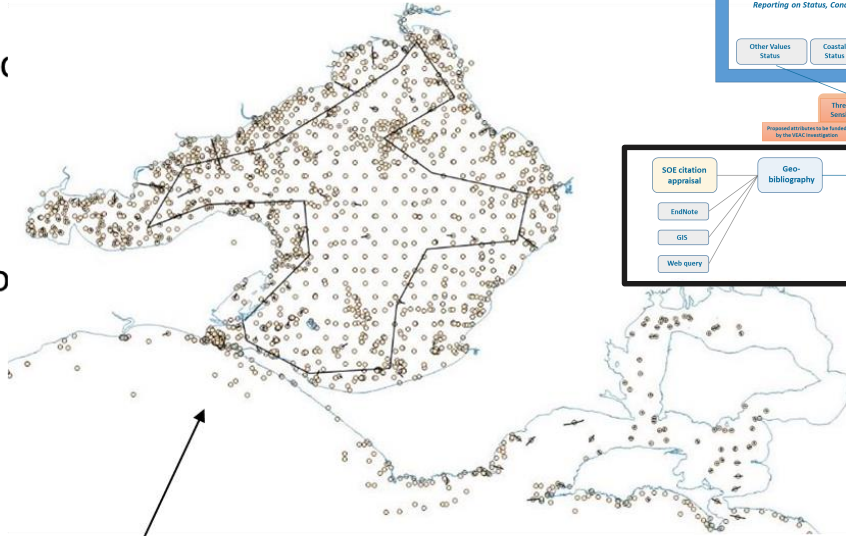 Reporting on Status, Conc
Other Values
Status
Coastal
Status
Thre
Sensi
Proposed attributes to be funded
by the VEAC Investigation
SOE citation
appraisal
Geo-
bibliography
EndNote
GIS
Web query